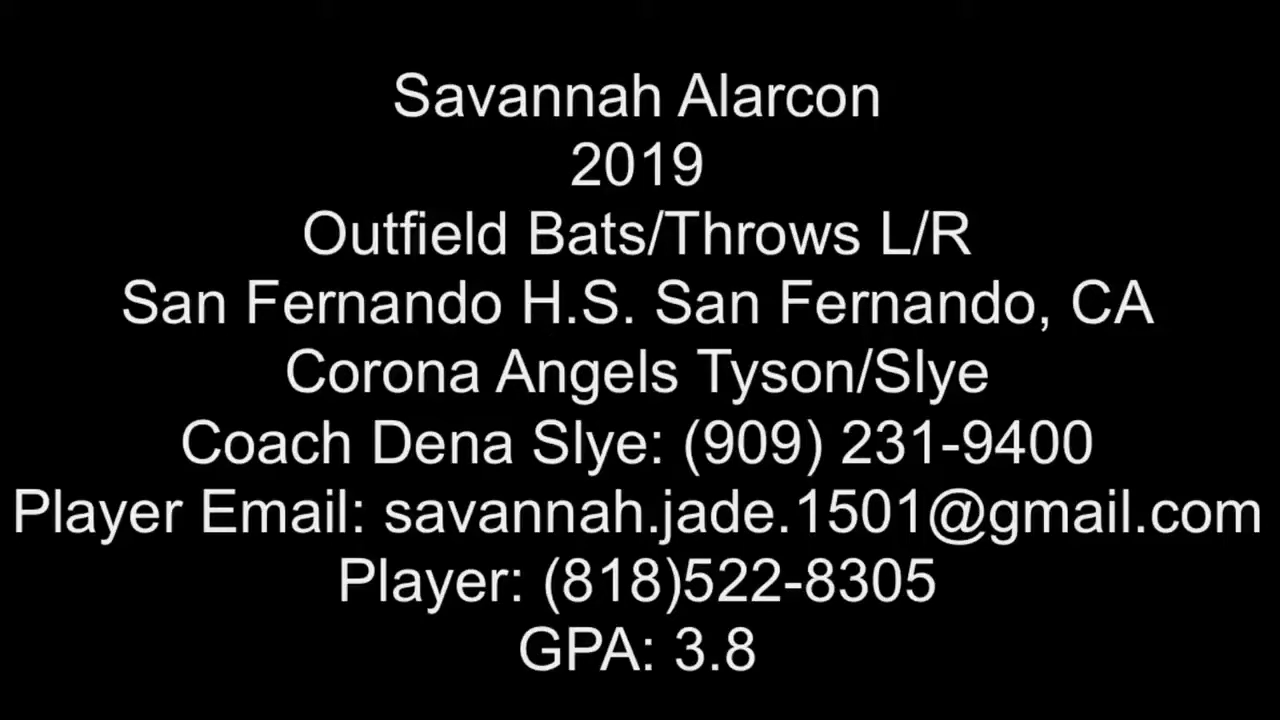 Savannah Alarcon
2019
Outfield Bats/Throws L/R
San Fernando H.S. San Fernando, CA
Corona Angels Tyson/Slye
Coach Dena Slye: (909) 231-9400
Player Email: savannah.jade.1501@gmail.com
Player: (818)522-8305
GPA: 3.8